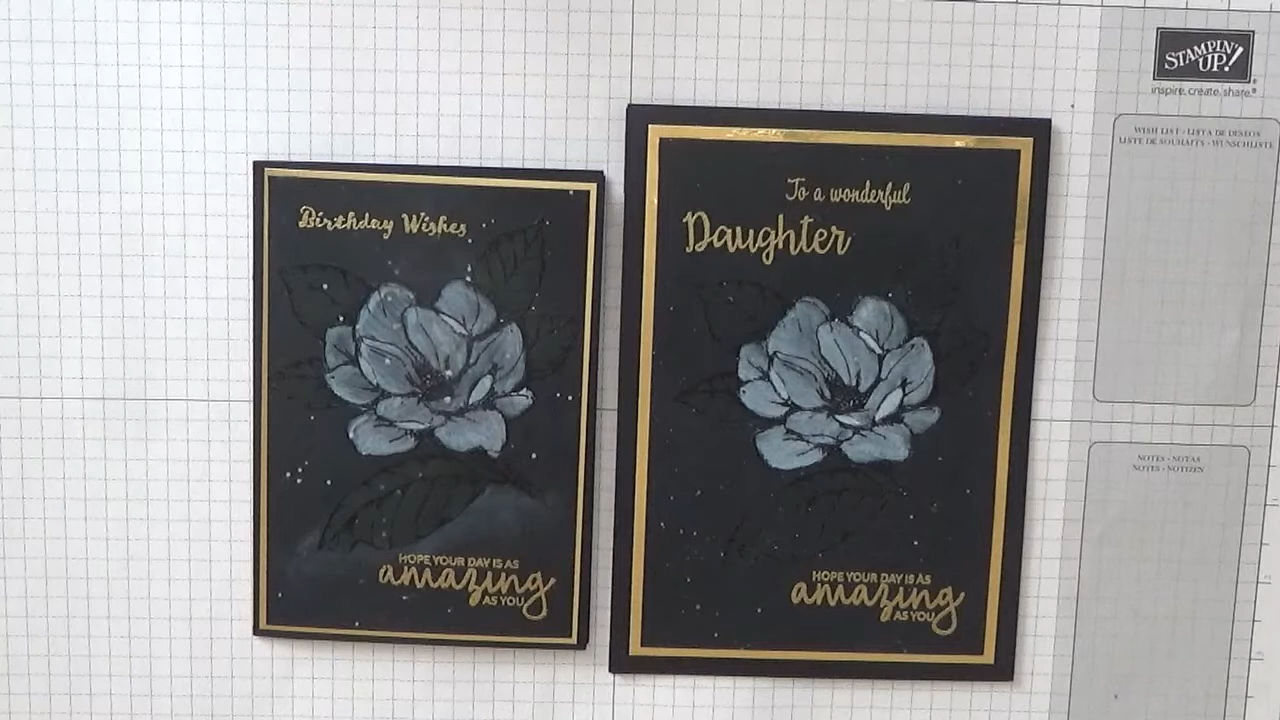 Birthday Wishes
HOPE YOUR DAY IS AS
amazing
AS YOU
To a wonderful
Daughter
HOPE YOUR DAY IS AS
amazing
AS YOU
STAMPIN' UP!
inspire. create. share.®
WISH LIST • LISTA DE DESEOS
LISTE DE SOUHAITS • WUNSCHLISTE
NOTES • NOTAS
NOTES • NOTIZEN